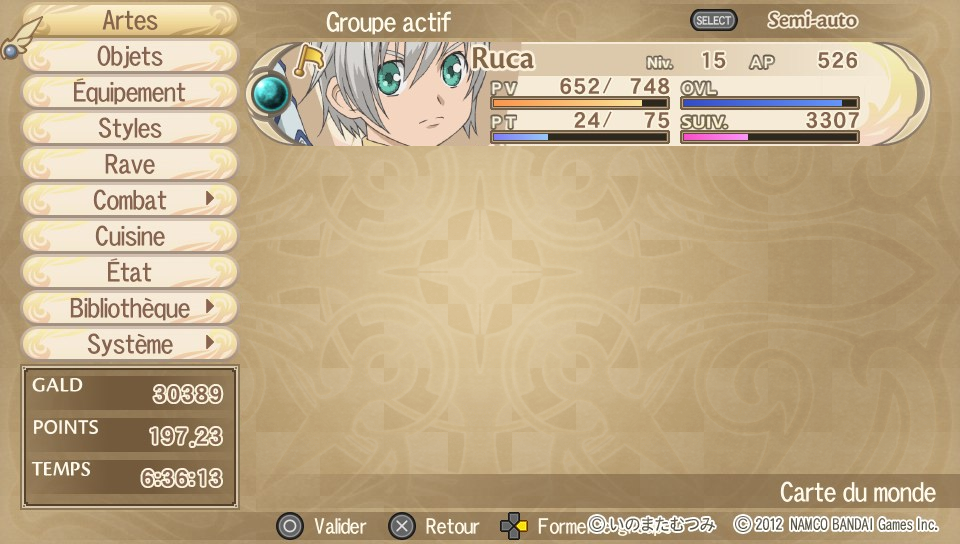 Artes
Objets
Équipement
Styles
Rave
Combat
Cuisine
État
Bibliothèque
Système
GALD 30389
POINTS 197,23
TEMPS 6:36:13
Groupe actif
SELECT Semi-auto
Ruca Niv. 15 AP 526
PV 652/ 748 OVL
PT 24/ 75 SUIV. 3307
Carte du monde
Valider Retour Forme ©いのまたむつみ © 2012 NAMCO BANDAI Games Inc.